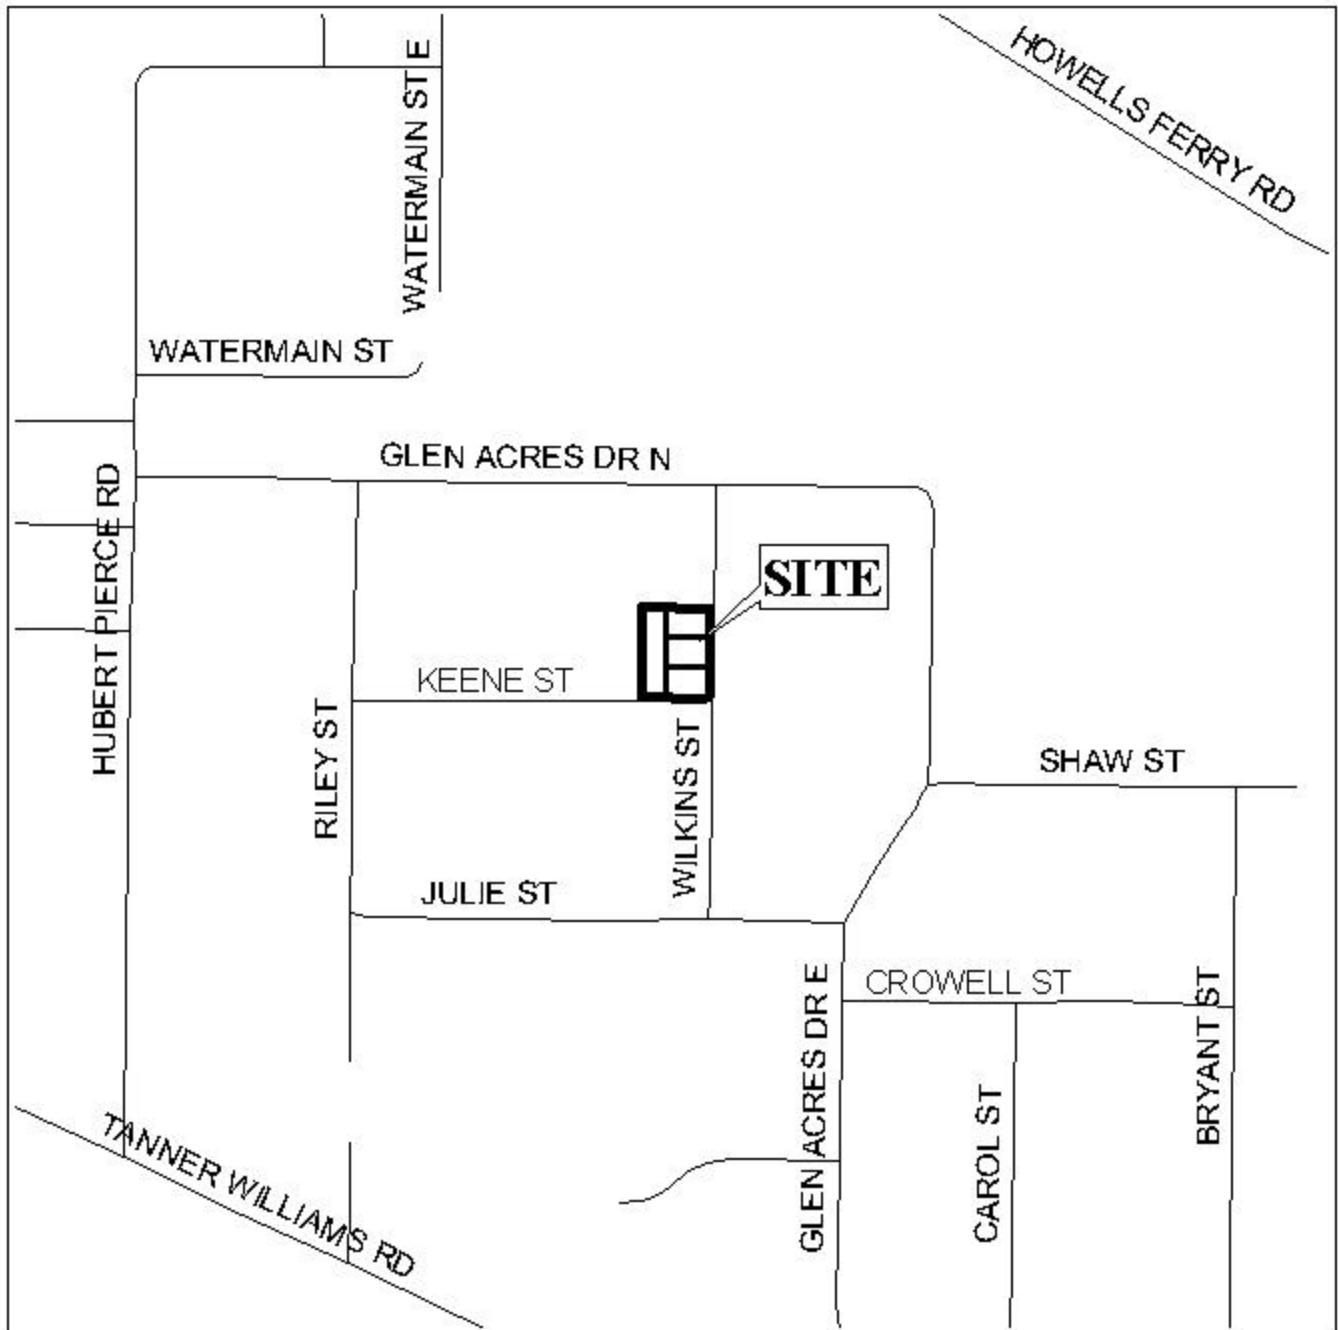 HOWELLS FERRY RD
WATERMAIN ST E
WATERMAIN ST
GLEN ACRES DR N
HUBERT PIERCE RD
SITE
KEENE ST
RILEY ST
WILKINS ST
SHAW ST
JULIE ST
CROWELL ST
GLEN ACRES DR E
BRYANT ST
CAROL ST
TANNER WILLIAMS RD